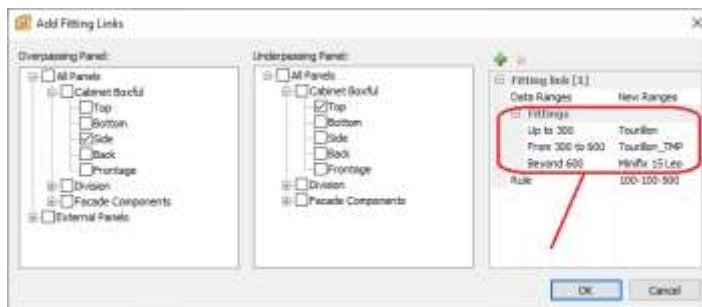 Add Fitting Links
Overpassing Panel:
Underpassing Panel:
All Panels
Cabinet Boxful
Top
Bottom
Side
Back
Frontage
Division
Facade Components
External Panels
All Panels
Cabinet Boxful
Top
Bottom
Side
Back
Frontage
Division
Facade Components
Fitting link [1]
Data Ranges New Ranges
Fittings
Up to 300 Tourillon
From 300 to 600 Tourillon_TMP
Beyond 600 Minifix 15 Leo
Rule 100-100-500
OK Cancel